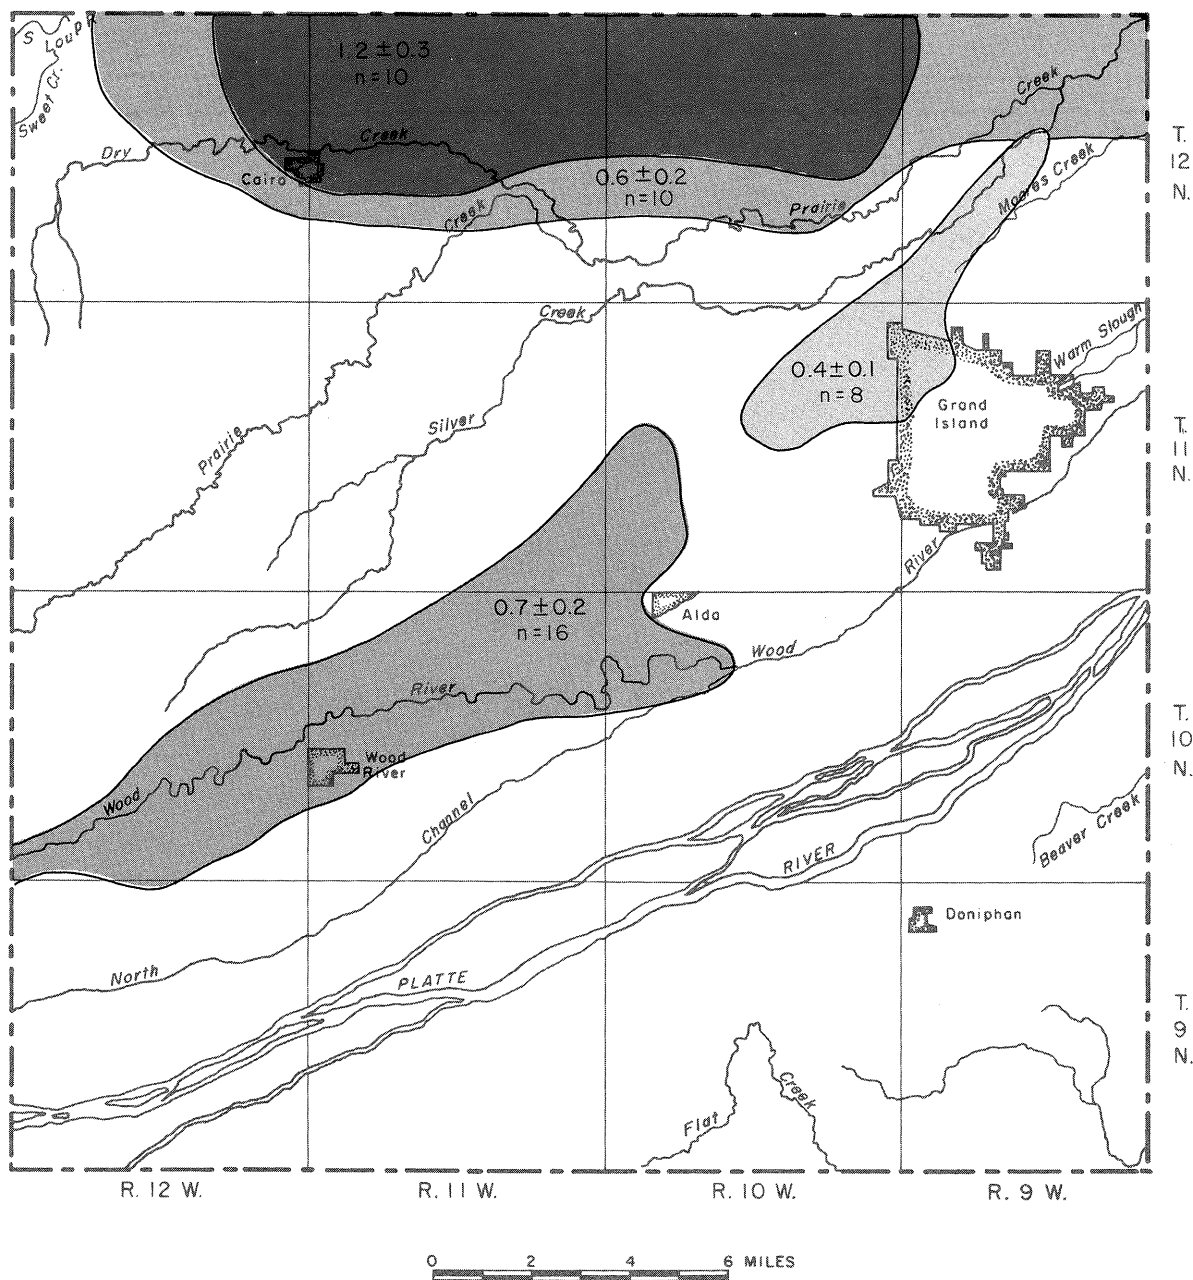 S Loup
Sweet Cr.
1.2±0.3
n=10
Creek
T.
12
N.
Dry
Creek
Cairo
0.6±0.2
n=10
Moores Creek
Prairie
Creek
Creek
Warm Slough
0.4±0.1
n=8
Grand
Island
Silver
Prairie
T.
11
N.
River
0.7±0.2
n=16
Alda
Wood
River
Wood
River
Wood
T.
10
N.
Channel
RIVER
Beaver Creek
Doniphan
North
PLATTE
T.
9
N.
Flat
Creek
R. 12 W.
R. 11 W.
R. 10 W.
R. 9 W.
0 2 4 6 MILES